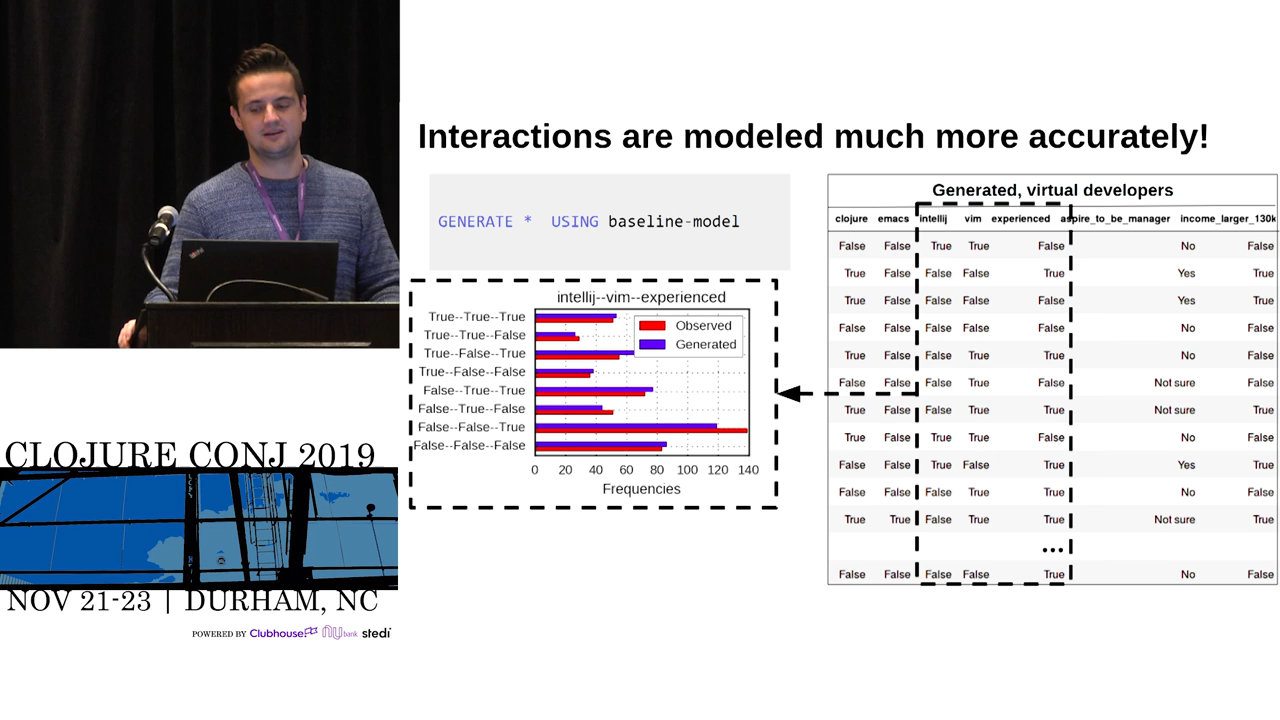 Interactions are modeled much more accurately!
GENERATE * USING baseline-model
intellij--vim--experienced
True--True--True
True--True--False
True--False--True
True--False--False
False--True--True
False--True--False
False--False--True
False--False--False
Observed
Generated
0 20 40 60 80 100 120 140
Frequencies
Generated, virtual developers
clojure emacs intellij vim experienced aspire_to_be_manager income_larger_130k
False False True True False No False
True False False False True Yes True
True False False False True Yes True
False False False False False No False
True False False True False No False
False False False True False Not sure False
True False False True True Not sure True
True False True True False No False
False False True False True Yes True
False False False True True No False
True True False True True Not sure True
...
False False False False True No False
CLOJURE CONJ 2019
NOV 21-23 | DURHAM, NC
POWERED BY Clubhouse nu bank stedi